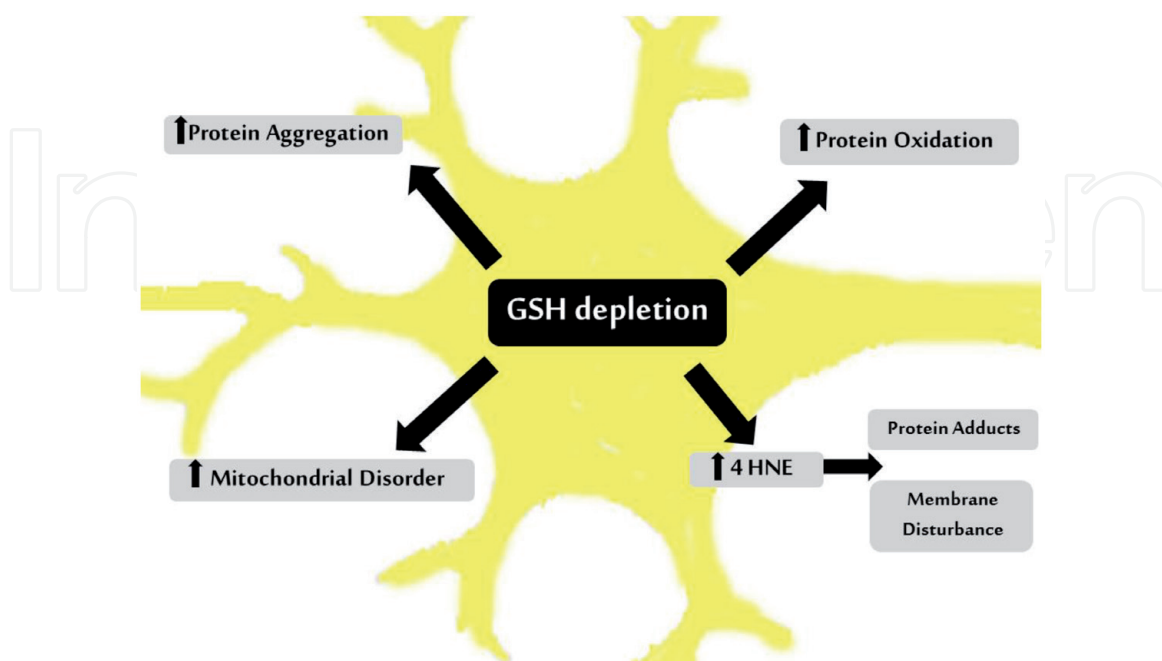 ↑Protein Aggregation
↑ Protein Oxidation
GSH depletion
↑ Mitochondrial Disorder
↑ 4 HNE
Protein Adducts
Membrane
Disturbance